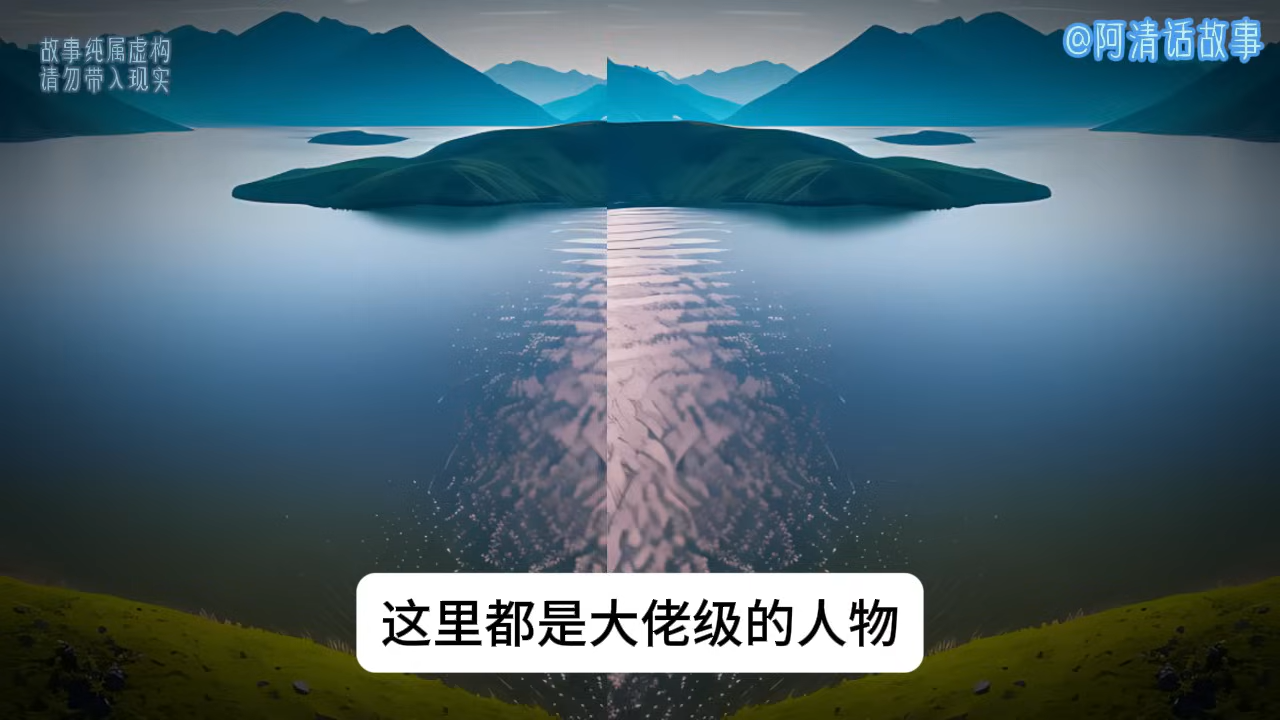 故事纯属虚构
请勿带入现实
@阿清话故事
这里都是大佬级的人物